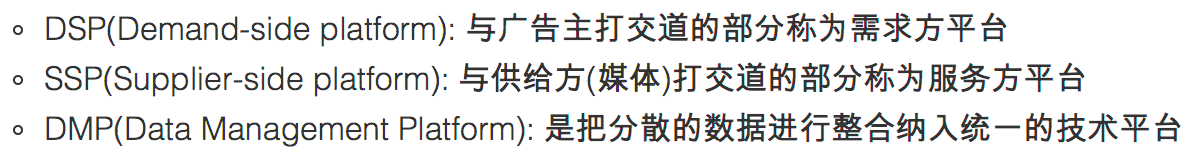 DSP(Demand-side platform): 与广告主打交道的部分称为需求方平台
SSP(Supplier-side platform): 与供给方(媒体)打交道的部分称为服务方平台
DMP(Data Management Platform): 是把分散的数据进行整合纳入统一的技术平台